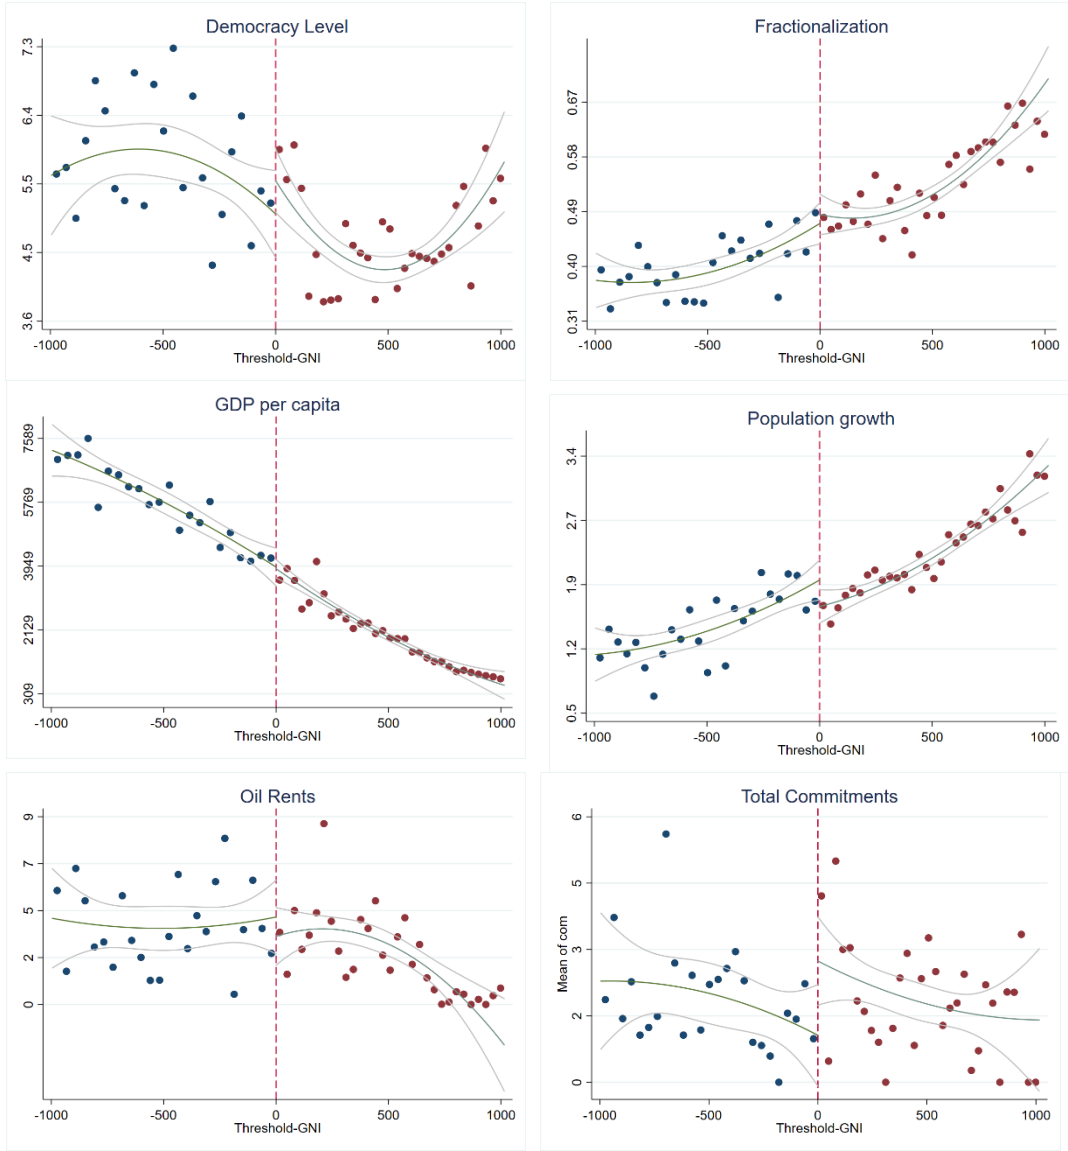 Democracy Level
7.3
6.4
5.5
4.5
3.6
-1000 -500 0 500 1000
Threshold-GNI
Fractionalization
0.67
0.58
0.49
0.40
0.31
-1000 -500 0 500 1000
Threshold-GNI
GDP per capita
7589
5769
3949
2129
309
-1000 -500 0 500 1000
Threshold-GNI
Population growth
3.4
2.7
1.9
1.2
0.5
-1000 -500 0 500 1000
Threshold-GNI
Oil Rents
9
7
5
2
0
-1000 -500 0 500 1000
Threshold-GNI
Total Commitments
Mean of com
6
5
3
2
0
-1000 -500 0 500 1000
Threshold-GNI